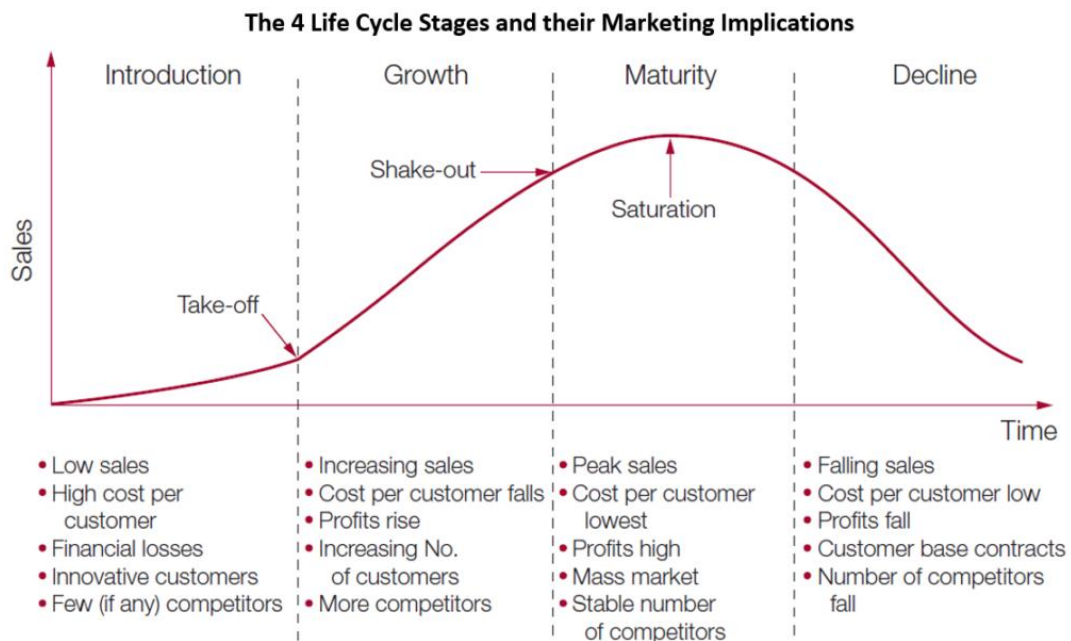 The 4 Life Cycle Stages and their Marketing Implications
Introduction
Growth
Maturity
Decline
Shake-out
Saturation
Take-off
Sales
Time
• Low sales
• High cost per
customer
• Financial losses
• Innovative customers
• Few (if any) competitors
• Increasing sales
• Cost per customer falls
• Profits rise
• Increasing No.
of customers
• More competitors
• Peak sales
• Cost per customer
lowest
• Profits high
• Mass market
• Stable number
of competitors
• Falling sales
• Cost per customer low
• Profits fall
• Customer base contracts
• Number of competitors
fall